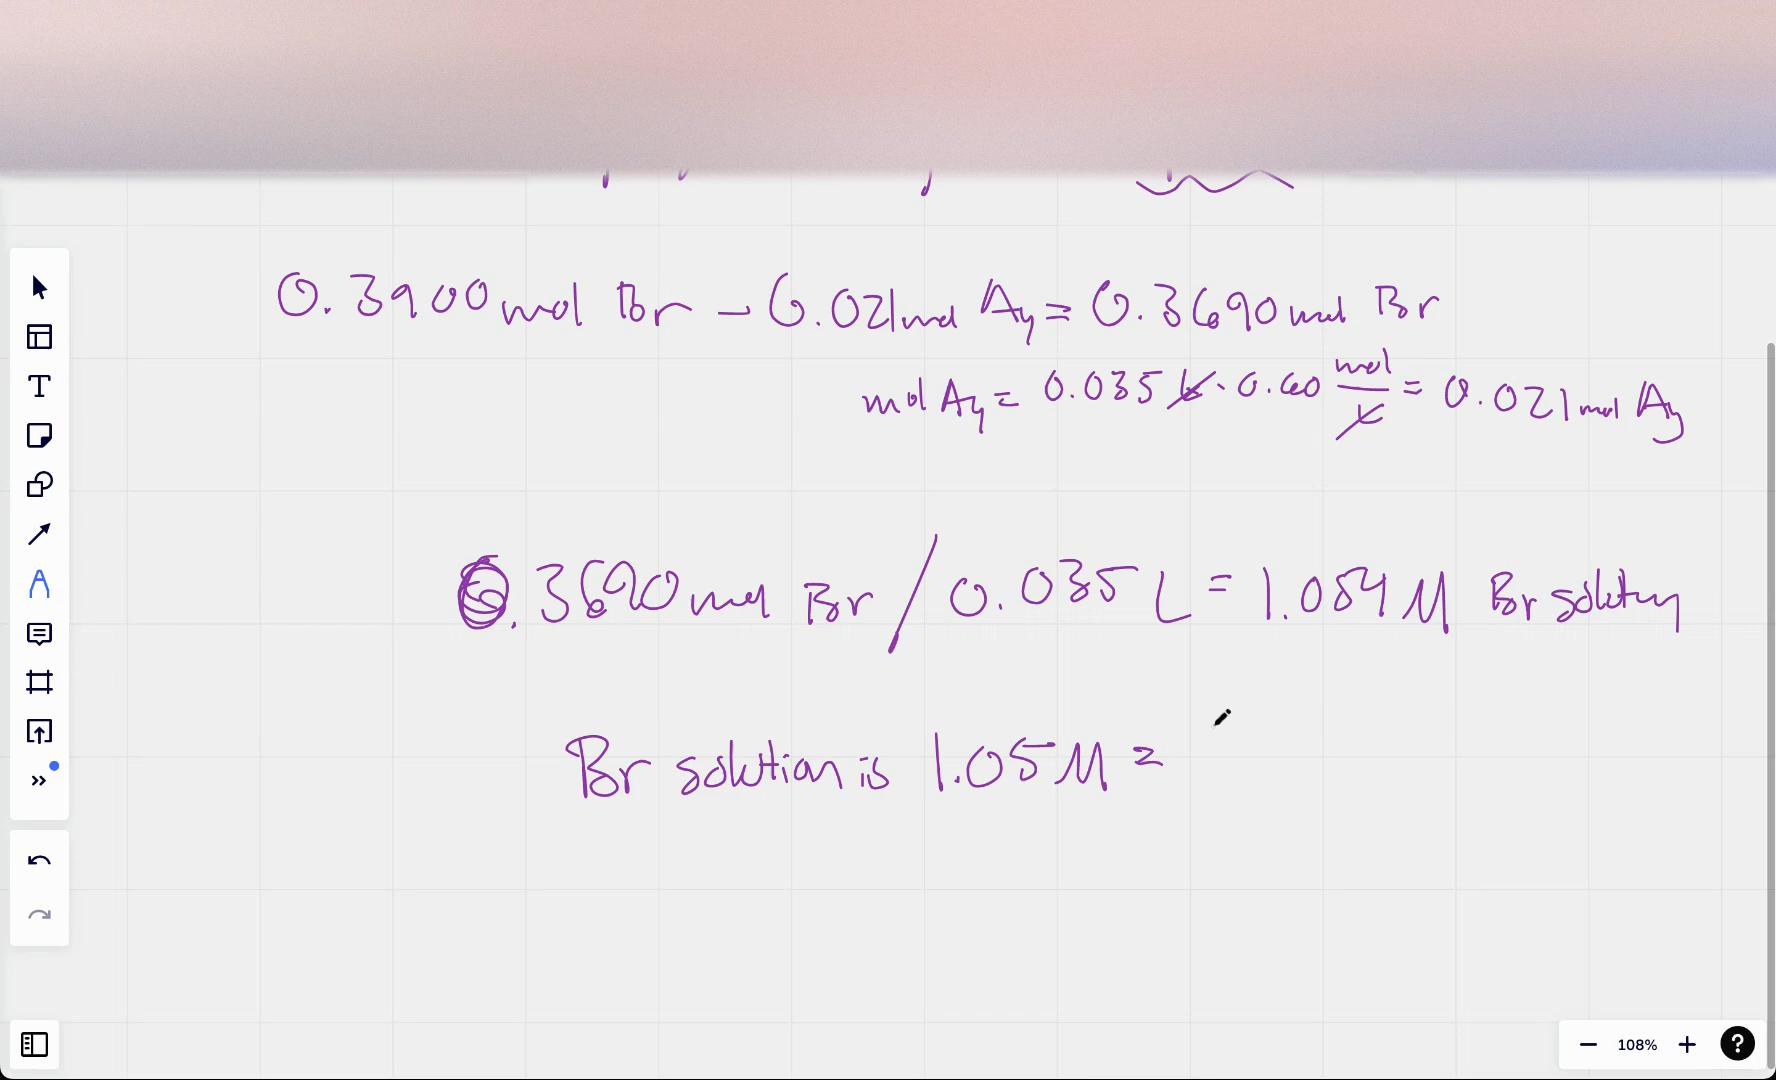 0.3900 mol Br - 0.021 mol Ag = 0.3690 mol Br
mol Ag = 0.035 L · 0.60 mol/L = 0.021 mol Ag
0.3690 mol Br / 0.035 L = 1.054 M Br solution
Br solution is 1.05 M =
T
108%
?